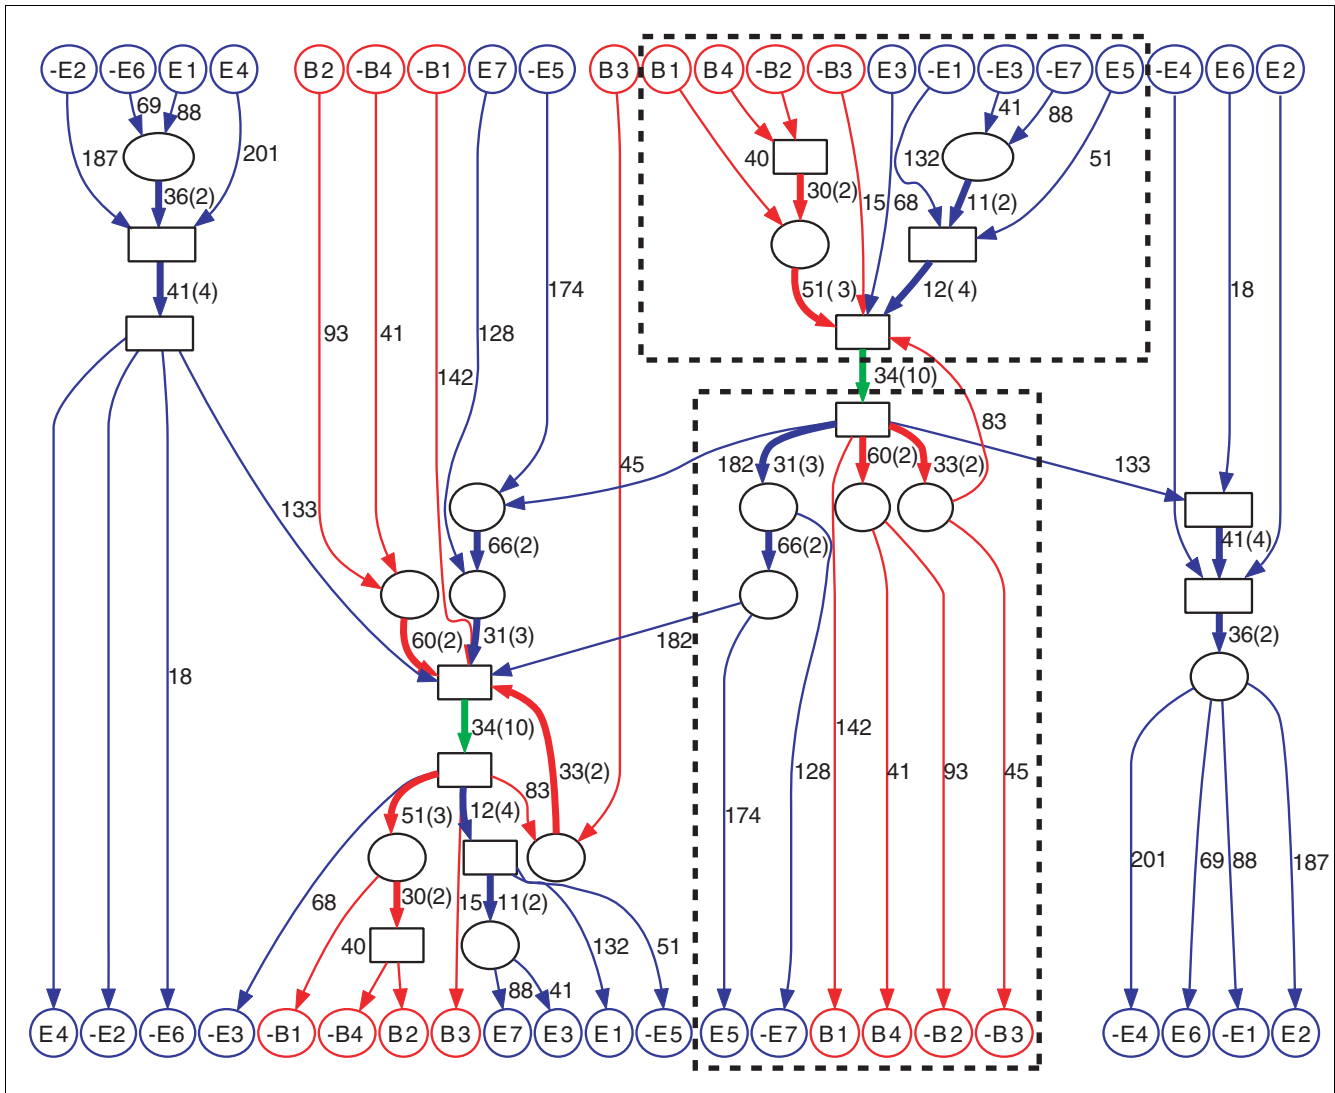 -E2 -E6 E1 E4 B2 -B4 -B1 E7 -E5 B3 B1 B4 -B2 -B3 E3 -E1 -E3 -E7 E5 -E4 E6 E2
69 88 41 88
187 201 40 132 51
36(2) 30(2) 15 68 11(2)
41(4) 174 51( 3) 12( 4) 18
93 41 128
142 34(10)
83
45 182 31(3) 60(2) 33(2) 133
133
66(2) 66(2) 41(4)
60(2) 31(3) 182 36(2)
18
34(10) 142
33(2) 128 41 93 45
83
51(3) 12(4) 174
201 69 88 187
68 30(2) 15 11(2)
40 132 51
88 41
E4 -E2 -E6 -E3 -B1 -B4 B2 B3 E7 E3 E1 -E5 E5 -E7 B1 B4 -B2 -B3 -E4 E6 -E1 E2